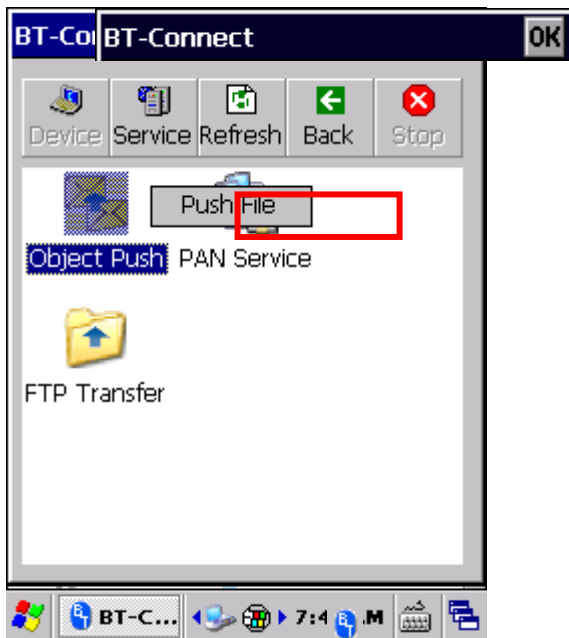 BT-Co BT-Connect OK
Device Service Refresh Back Stop
Push File
Object Push PAN Service
FTP Transfer
BT-C... 7:4 M